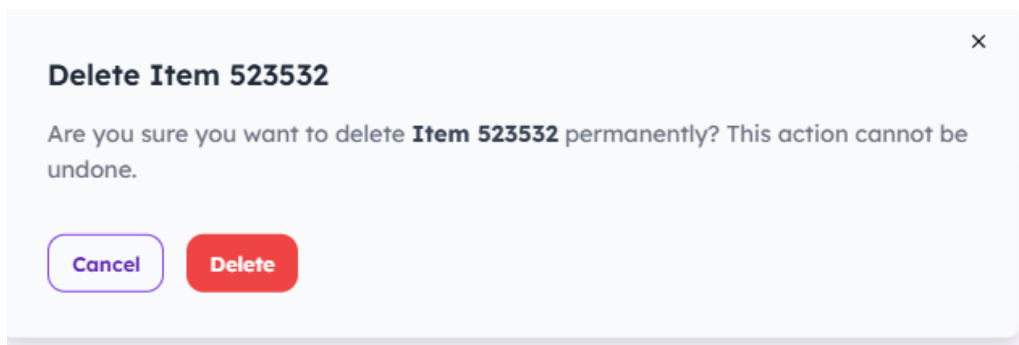 Delete Item 523532
Are you sure you want to delete Item 523532 permanently? This action cannot be
undone.
Cancel
Delete